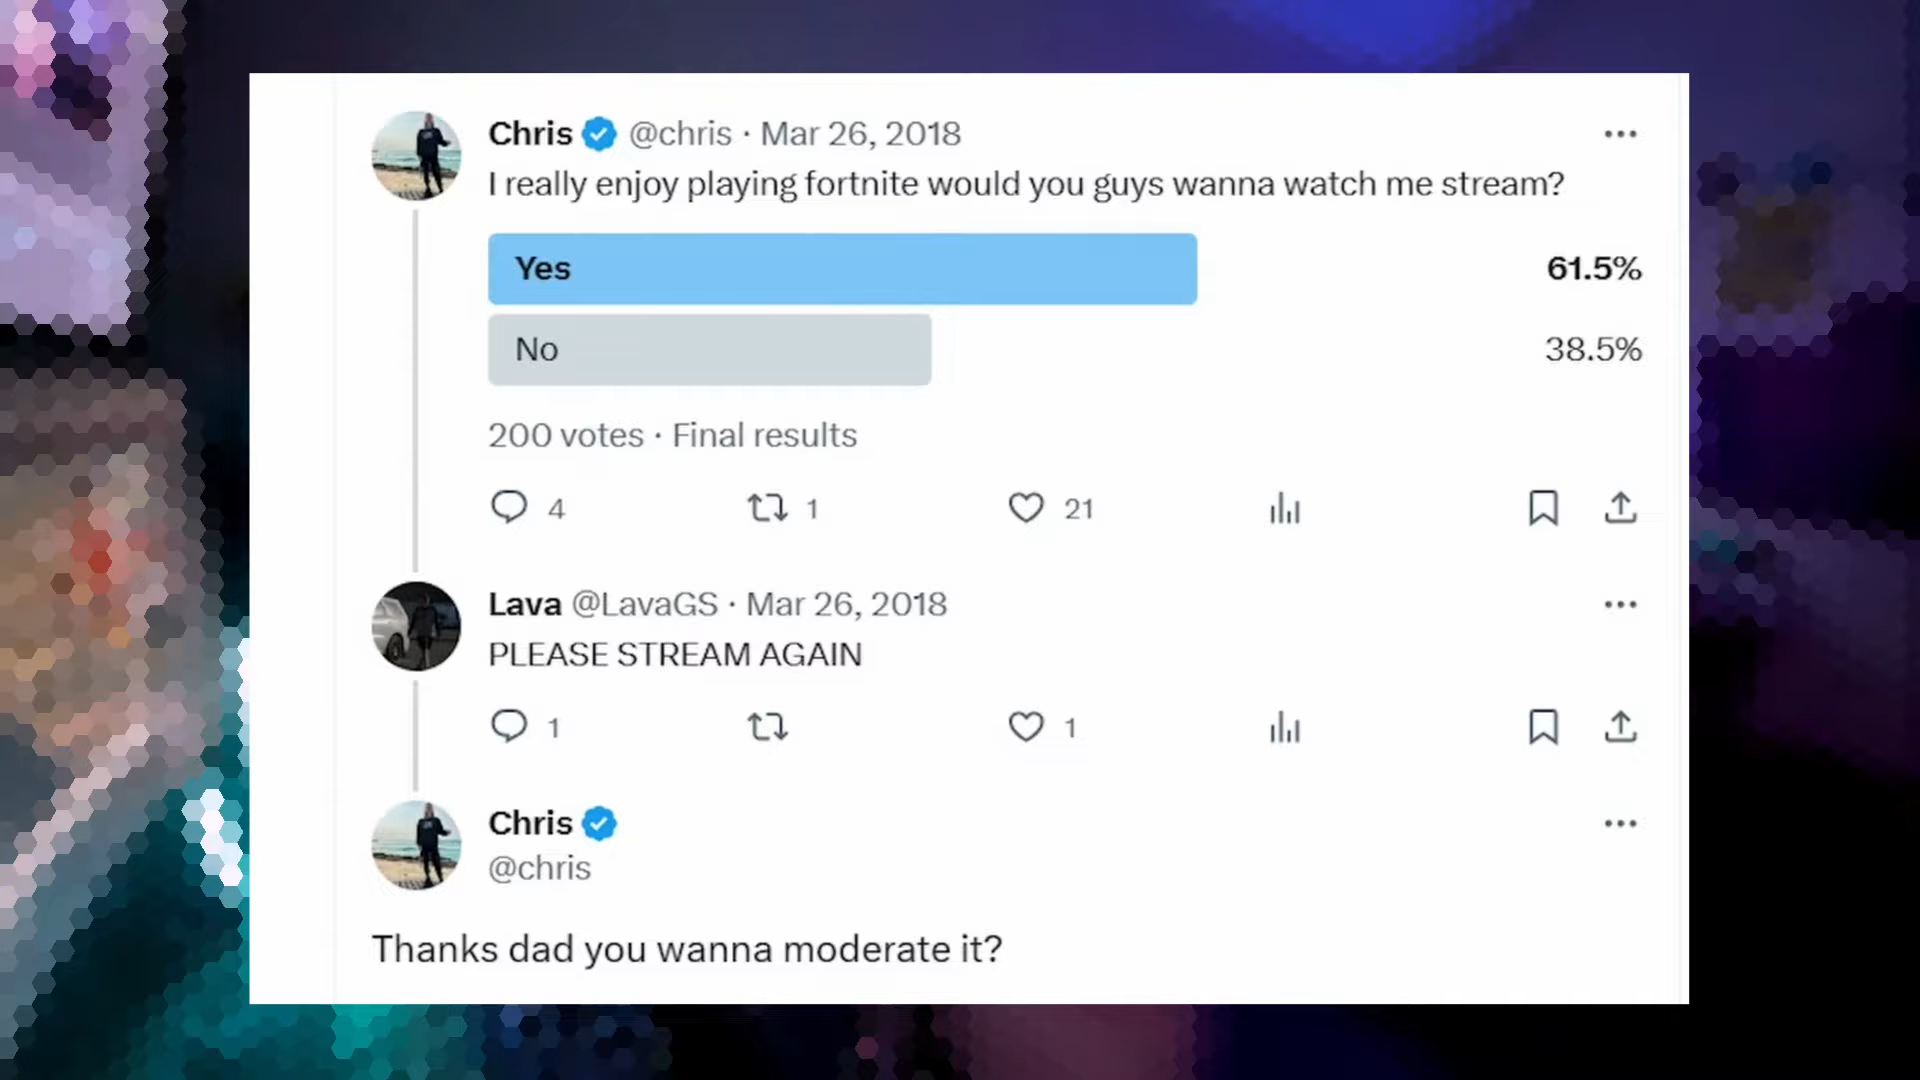 Chris @chris · Mar 26, 2018
I really enjoy playing fortnite would you guys wanna watch me stream?
Yes 61.5%
No 38.5%
200 votes · Final results
4 1 21
Lava @LavaGS · Mar 26, 2018
PLEASE STREAM AGAIN
1 1
Chris
@chris
Thanks dad you wanna moderate it?